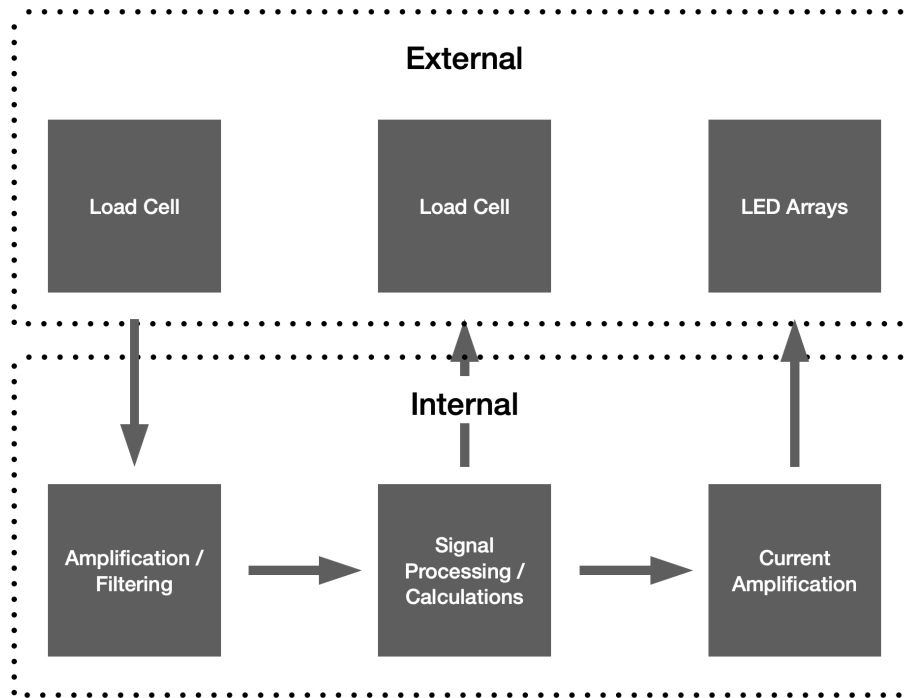 External
Load Cell
Load Cell
LED Arrays
Internal
Amplification /
Filtering
Signal
Processing /
Calculations
Current
Amplification